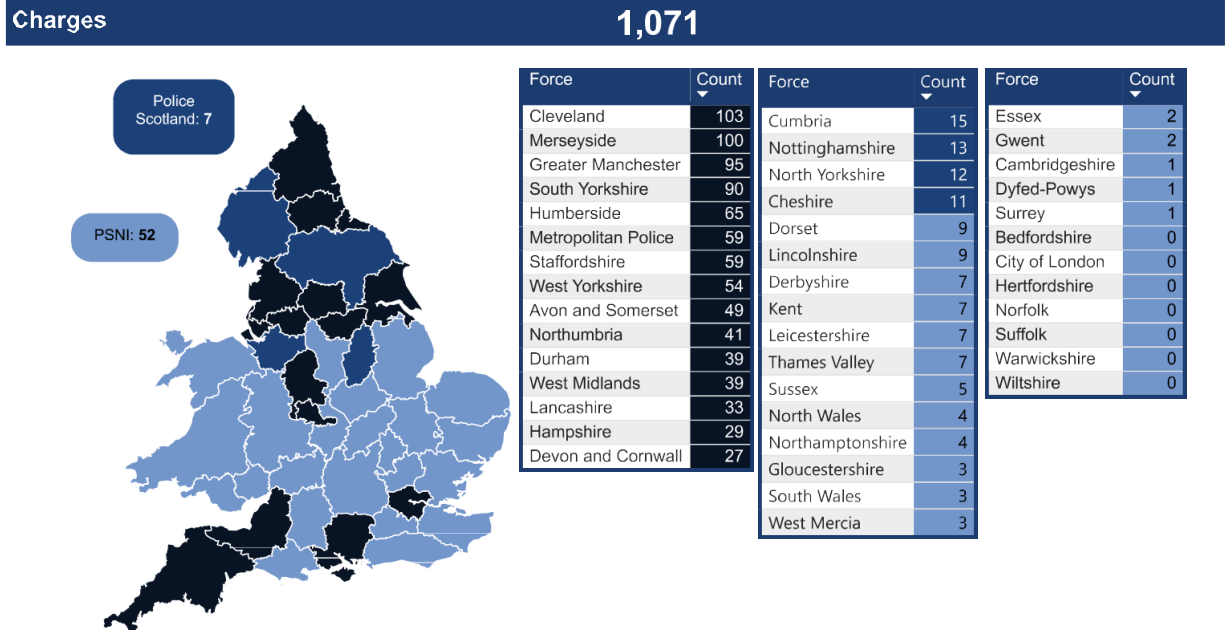 Charges
1,071
Police
Scotland: 7
PSNI: 52
Force Count
Cleveland 103
Merseyside 100
Greater Manchester 95
South Yorkshire 90
Humberside 65
Metropolitan Police 59
Staffordshire 59
West Yorkshire 54
Avon and Somerset 49
Northumbria 41
Durham 39
West Midlands 39
Lancashire 33
Hampshire 29
Devon and Cornwall 27
Force Count
Cumbria 15
Nottinghamshire 13
North Yorkshire 12
Cheshire 11
Dorset 9
Lincolnshire 9
Derbyshire 7
Kent 7
Leicestershire 7
Thames Valley 7
Sussex 5
North Wales 4
Northamptonshire 4
Gloucestershire 3
South Wales 3
West Mercia 3
Force Count
Essex 2
Gwent 2
Cambridgeshire 1
Dyfed-Powys 1
Surrey 1
Bedfordshire 0
City of London 0
Hertfordshire 0
Norfolk 0
Suffolk 0
Warwickshire 0
Wiltshire 0